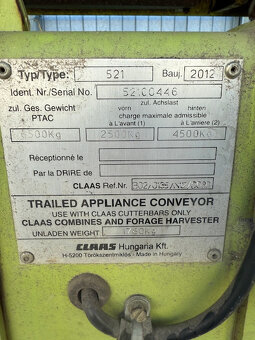 Typ/Type: 521 Bauj. 2012
Ident. Nr./Serial No. 52100446
zul. Ges. Gewicht zul. Achslast
vorn hinten
PTAC charge maximale admissible
à L'avant (1) à L'arriere (2)
6500Kg 2500Kg 4500Kg
Réceptionné le
Par la DRIRE de
CLAAS Ref.Nr.
TRAILED APPLIANCE CONVEYOR
USE WITH CLAAS CUTTERBARS ONLY
CLAAS COMBINES AND FORAGE HARVESTER
UNLADEN WEIGHT
CLAAS Hungaria Kft.
H-5200 Törökszentmiklós - Made in Hungary